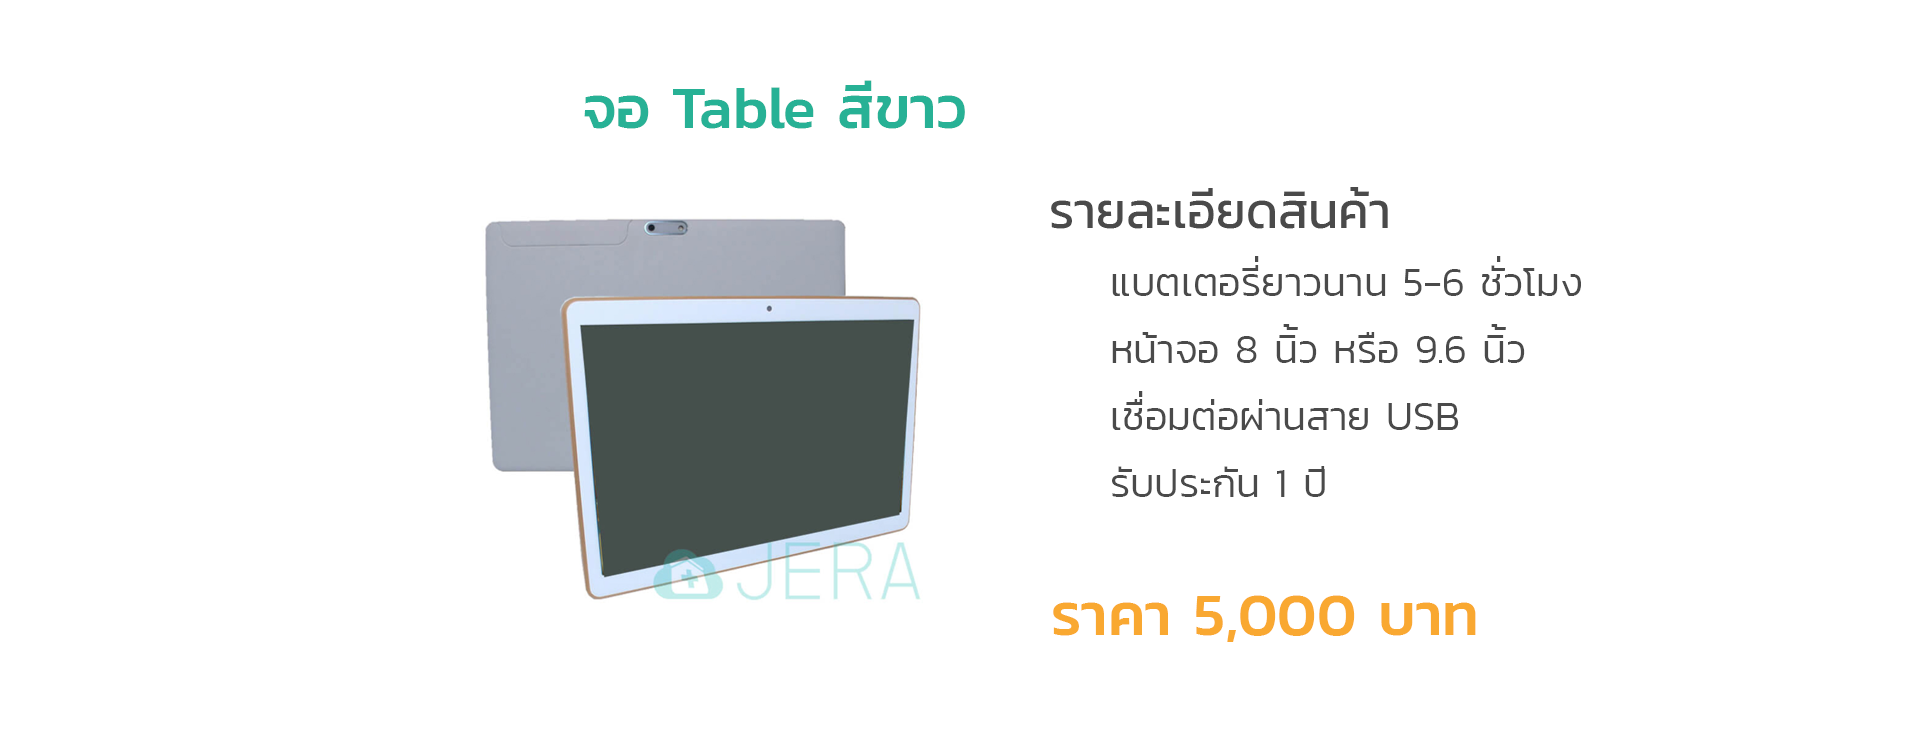 จอ Table สีขาว
รายละเอียดสินค้า
แบตเตอรี่ยาวนาน 5-6 ชั่วโมง
หน้าจอ 8 นิ้ว หรือ 9.6 นิ้ว
เชื่อมต่อผ่านสาย USB
รับประกัน 1 ปี
JERA
ราคา 5,000 บาท